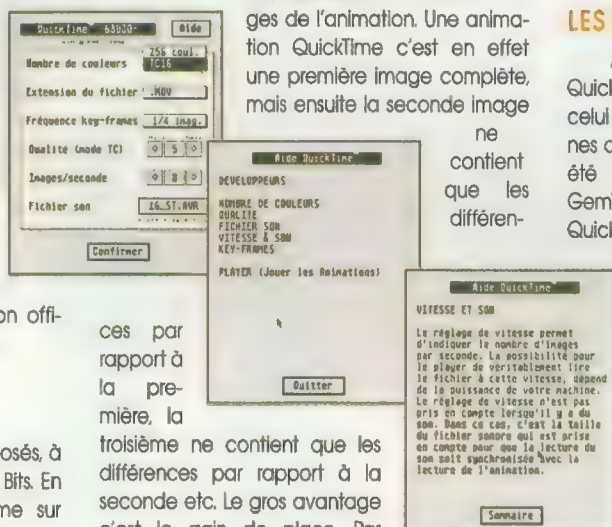 QuickTime -68000-
Aide
256 coul.
Nombre de couleurs TC16
Extension du fichier .MOV
Fréquence key-frames 1/4 imag.
Qualité (mode TC) 5
Images/seconde 8
Fichier son 16_ST.AVR
Confirmer
ges de l'animation. Une anima-
tion QuickTime c'est en effet
une première image complète,
mais ensuite la seconde image
ne
contient
que les
différen-
ces par
rapport à
la pre-
mière, la
troisième ne contient que les
différences par rapport à la
seconde etc. Le gros avantage
c'est le gain de place. Par
Aide QuickTime
DEVELOPPEURS
NOMBRE DE COULEURS
QUALITE
FICHIER SON
VITESSE & SON
KEY-FRAMES
PLAYER (Jouer les Animations)
Quitter
Aide QuickTime
VITESSE ET SON
Le réglage de vitesse permet
d'indiquer le nombre d'images
par seconde. La possibilité pour
le player de véritablement lire
le fichier à cette vitesse, dépend
de la puissance de votre machine.
Le réglage de vitesse n'est pas
pris en compte lorsqu'il y a du
son. Dans ce cas, c'est la taille
du fichier sonore qui est prise
en compte pour que la lecture du
son soit synchronisée avec la
lecture de l'animation.
Sommaire
on offi-
osés, à
Bits. En
me sur
LES
Quick
celui
nes
été
Gem
Quick